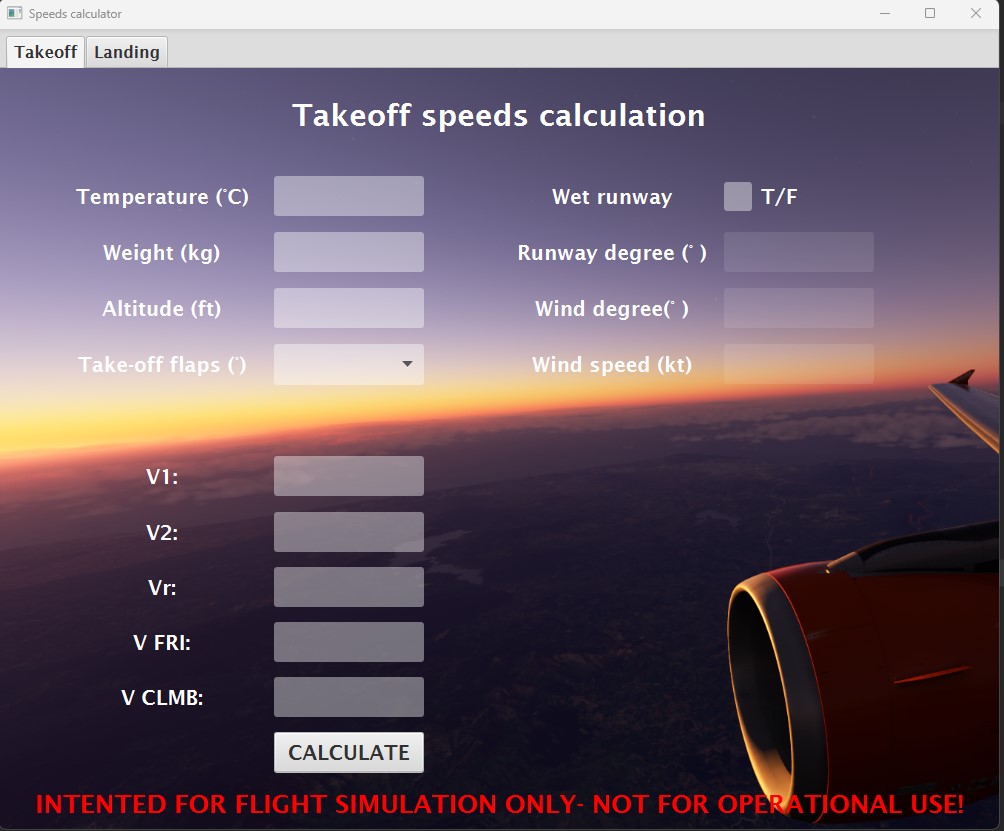 Speeds calculator
Takeoff Landing
Takeoff speeds calculation
Temperature (°C) Wet runway T/F
Weight (kg) Runway degree (° )
Altitude (ft) Wind degree(° )
Take-off flaps (°) Wind speed (kt)
V1:
V2:
Vr:
V FRI:
V CLMB:
CALCULATE
INTENTED FOR FLIGHT SIMULATION ONLY- NOT FOR OPERATIONAL USE!